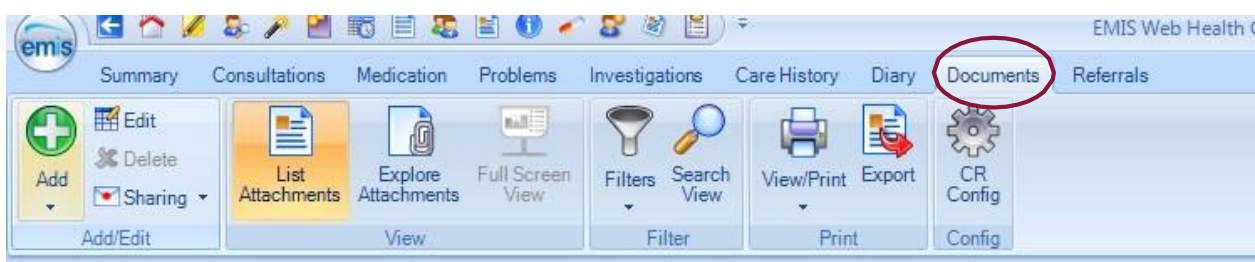 EMIS Web Health C
emis
Summary Consultations Medication Problems Investigations Care History Diary Documents Referrals
Add
Edit
Delete
Sharing
List
Attachments
Explore
Attachments
Full Screen
View
Filters
Search
View
View/Print
Export
CR
Config
Add/Edit View Filter Print Config